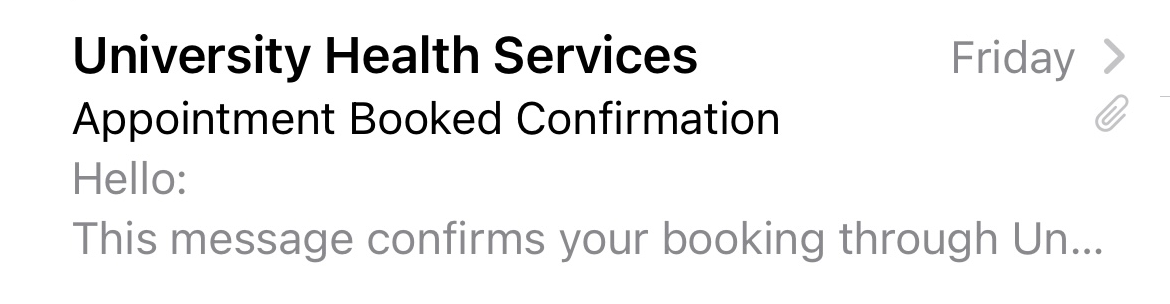 University Health Services Friday
Appointment Booked Confirmation
Hello:
This message confirms your booking through Un...